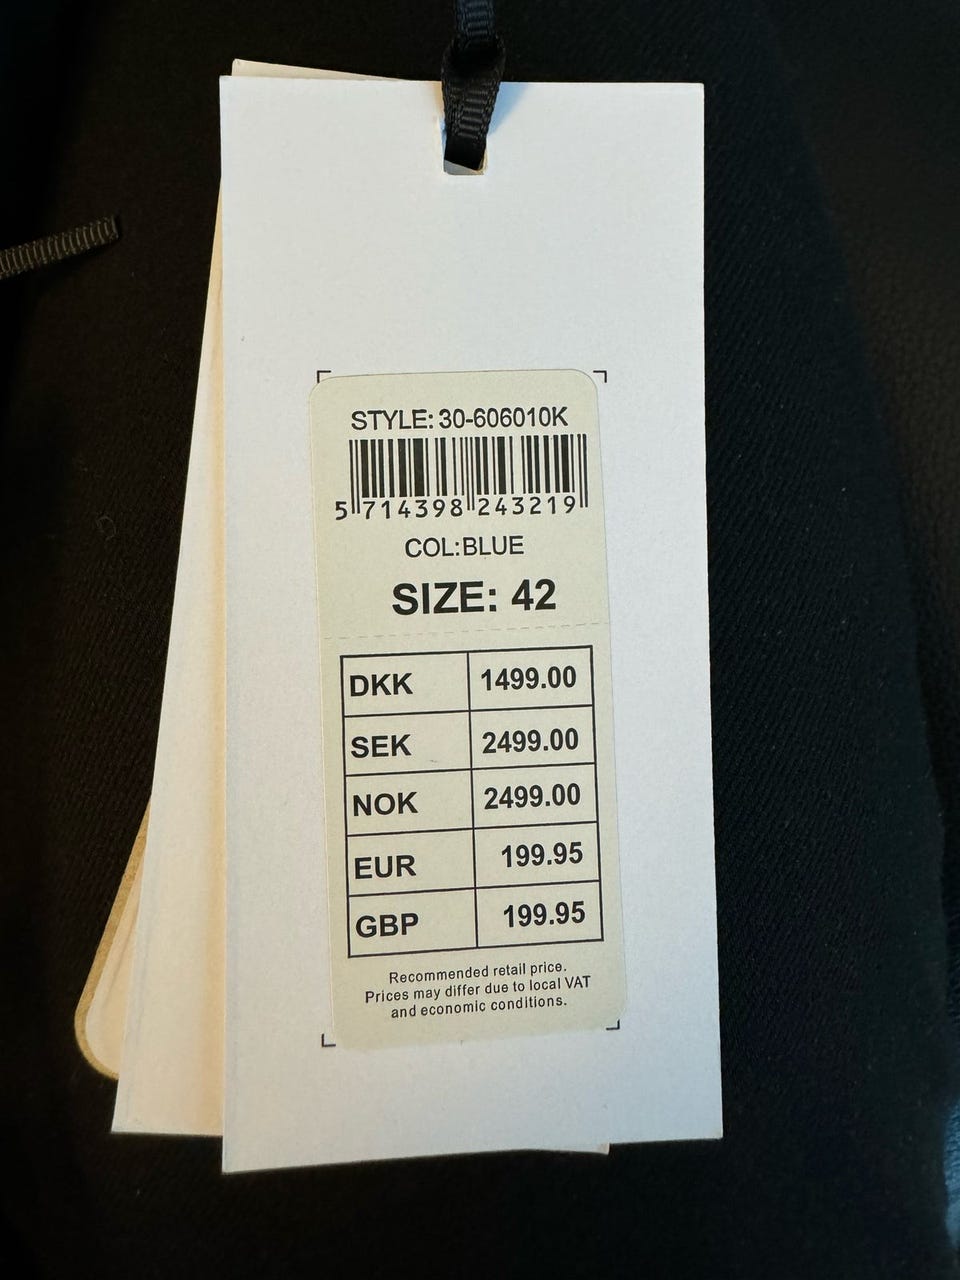 STYLE: 30-606010K
5 714398 243219
COL:BLUE
SIZE: 42
DKK 1499.00
SEK 2499.00
NOK 2499.00
EUR 199.95
GBP 199.95
Recommended retail price.
Prices may differ due to local VAT
and economic conditions.